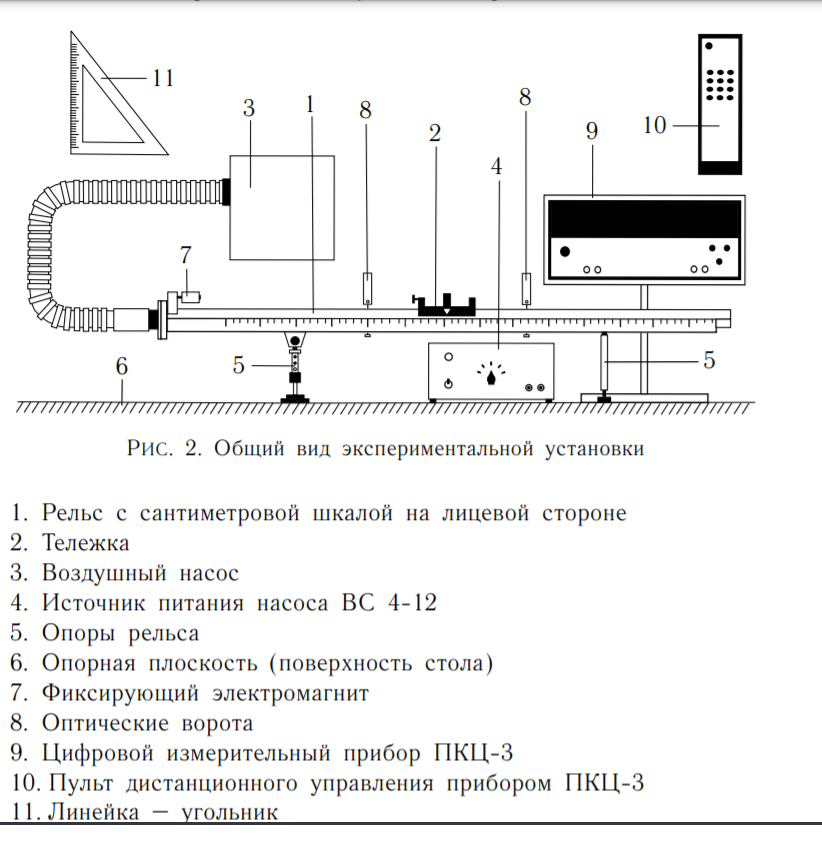 11
3
1
8
8
2
9
10
4
7
6
5
5
Рис. 2. Общий вид экспериментальной установки
1. Рельс с сантиметровой шкалой на лицевой стороне
2. Тележка
3. Воздушный насос
4. Источник питания насоса ВС 4-12
5. Опоры рельса
6. Опорная плоскость (поверхность стола)
7. Фиксирующий электромагнит
8. Оптические ворота
9. Цифровой измерительный прибор ПКЦ-3
10. Пульт дистанционного управления прибором ПКЦ-3
11. Линейка — угольник